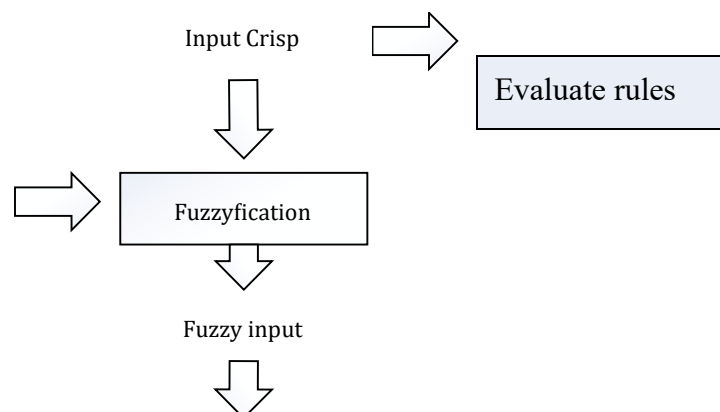 Input Crisp
Evaluate rules
Fuzzyfication
Fuzzy input